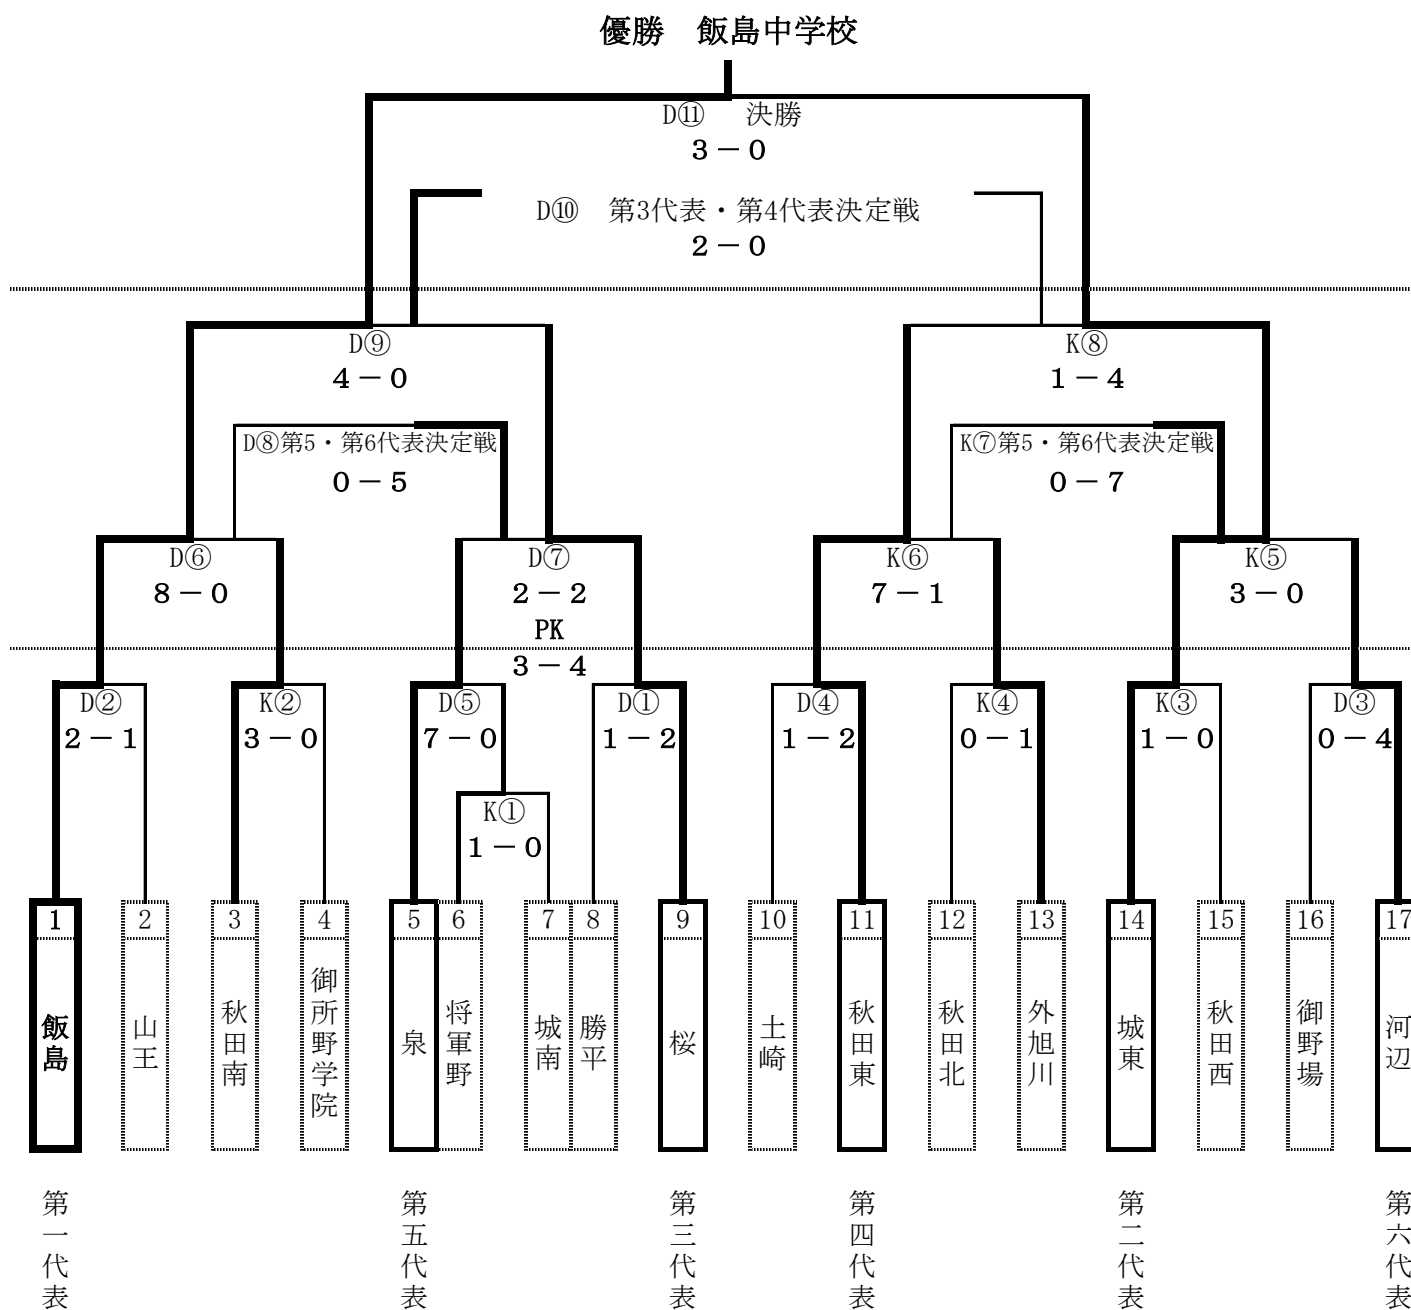 優勝　飯島中学校
D⑪　決勝
３－０
D⑩　第3代表・第4代表決定戦
２－０
D⑨ K⑧
４－０ １－４
D⑧第5・第6代表決定戦 K⑦第5・第6代表決定戦
０－５ ０－７
D⑥ D⑦ K⑥ K⑤
８－０ ２－２ ７－１ ３－０
PK
３－４
D② K② D⑤ D① D④ K④ K③ D③
２－１ ３－０ ７－０ １－２ １－２ ０－１ １－０ ０－４
K①
１－０
1 2 3 4 5 6 7 8 9 10 11 12 13 14 15 16 17
飯島
山王
秋田南
御所野学院
泉
将軍野
城南
勝平
桜
土崎
秋田東
秋田北
外旭川
城東
秋田西
御野場
河辺
第一代表
第五代表
第三代表
第四代表
第二代表
第六代表